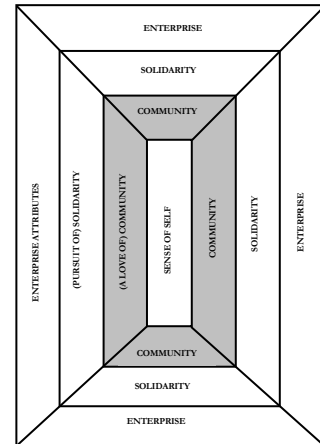 ENTERPRISE
SOLIDARITY
COMMUNITY
ENTERPRISE ATTRIBUTES
(PURSUIT OF) SOLIDARITY
(A LOVE OF) COMMUNITY
SENSE OF SELF
COMMUNITY
SOLIDARITY
ENTERPRISE
COMMUNITY
SOLIDARITY
ENTERPRISE